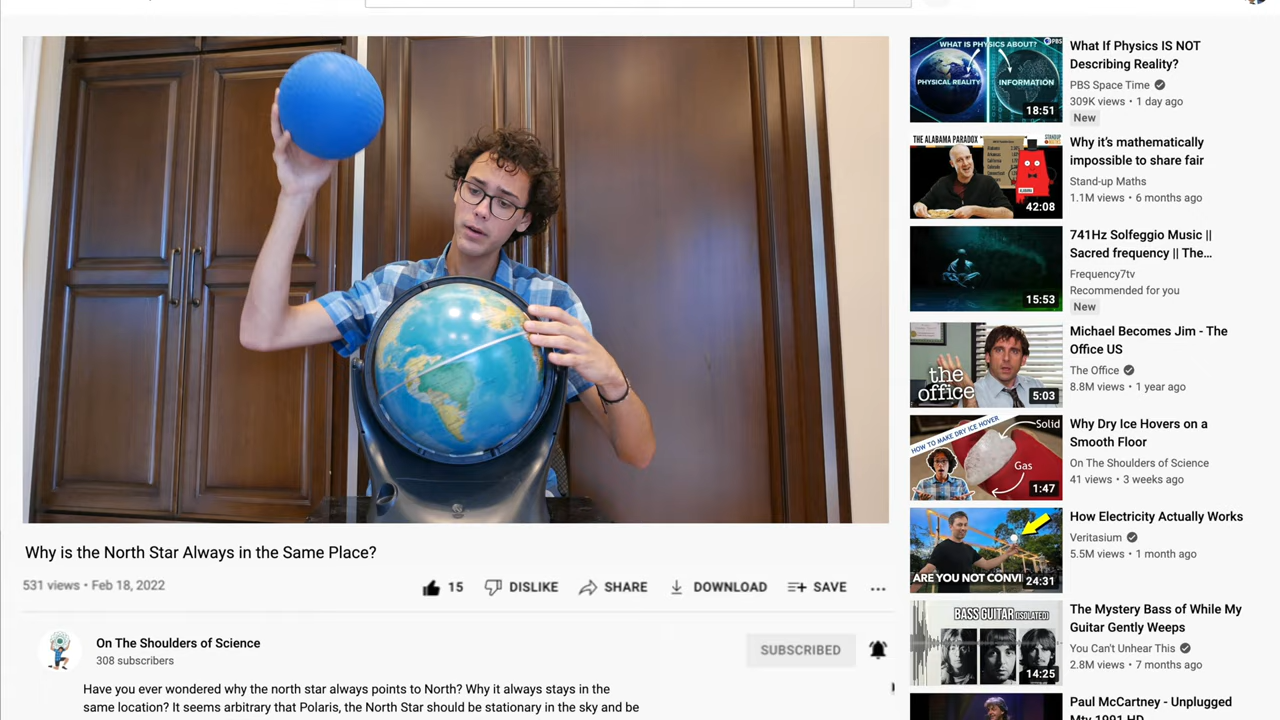 Why is the North Star Always in the Same Place?
531 views • Feb 18, 2022
15
DISLIKE
SHARE
DOWNLOAD
SAVE
On The Shoulders of Science
308 subscribers
SUBSCRIBED
Have you ever wondered why the north star always points to North? Why it always stays in the
same location? It seems arbitrary that Polaris, the North Star should be stationary in the sky and be
WHAT IS PHYSICS ABOUT?
PBS
PHYSICAL REALITY
INFORMATION
18:51
What If Physics IS NOT
Describing Reality?
PBS Space Time
309K views • 1 day ago
New
THE ALABAMA PARADOX
42:08
Why it's mathematically
impossible to share fair
Stand-up Maths
1.1M views • 6 months ago
15:53
741Hz Solfeggio Music ||
Sacred frequency || The...
Frequency7tv
Recommended for you
New
the
office
5:03
Michael Becomes Jim - The
Office US
The Office
8.8M views • 1 year ago
HOW TO MAKE DRY ICE HOVER
Solid
Gas
1:47
Why Dry Ice Hovers on a
Smooth Floor
On The Shoulders of Science
41 views • 3 weeks ago
ARE YOU NOT CONVI
24:31
How Electricity Actually Works
Veritasium
5.5M views • 1 month ago
BASS GUITAR (ISOLATED)
14:25
The Mystery Bass of While My
Guitar Gently Weeps
You Can't Unhear This
2.8M views • 7 months ago
Paul McCartney - Unplugged
Mtv 1991 HD